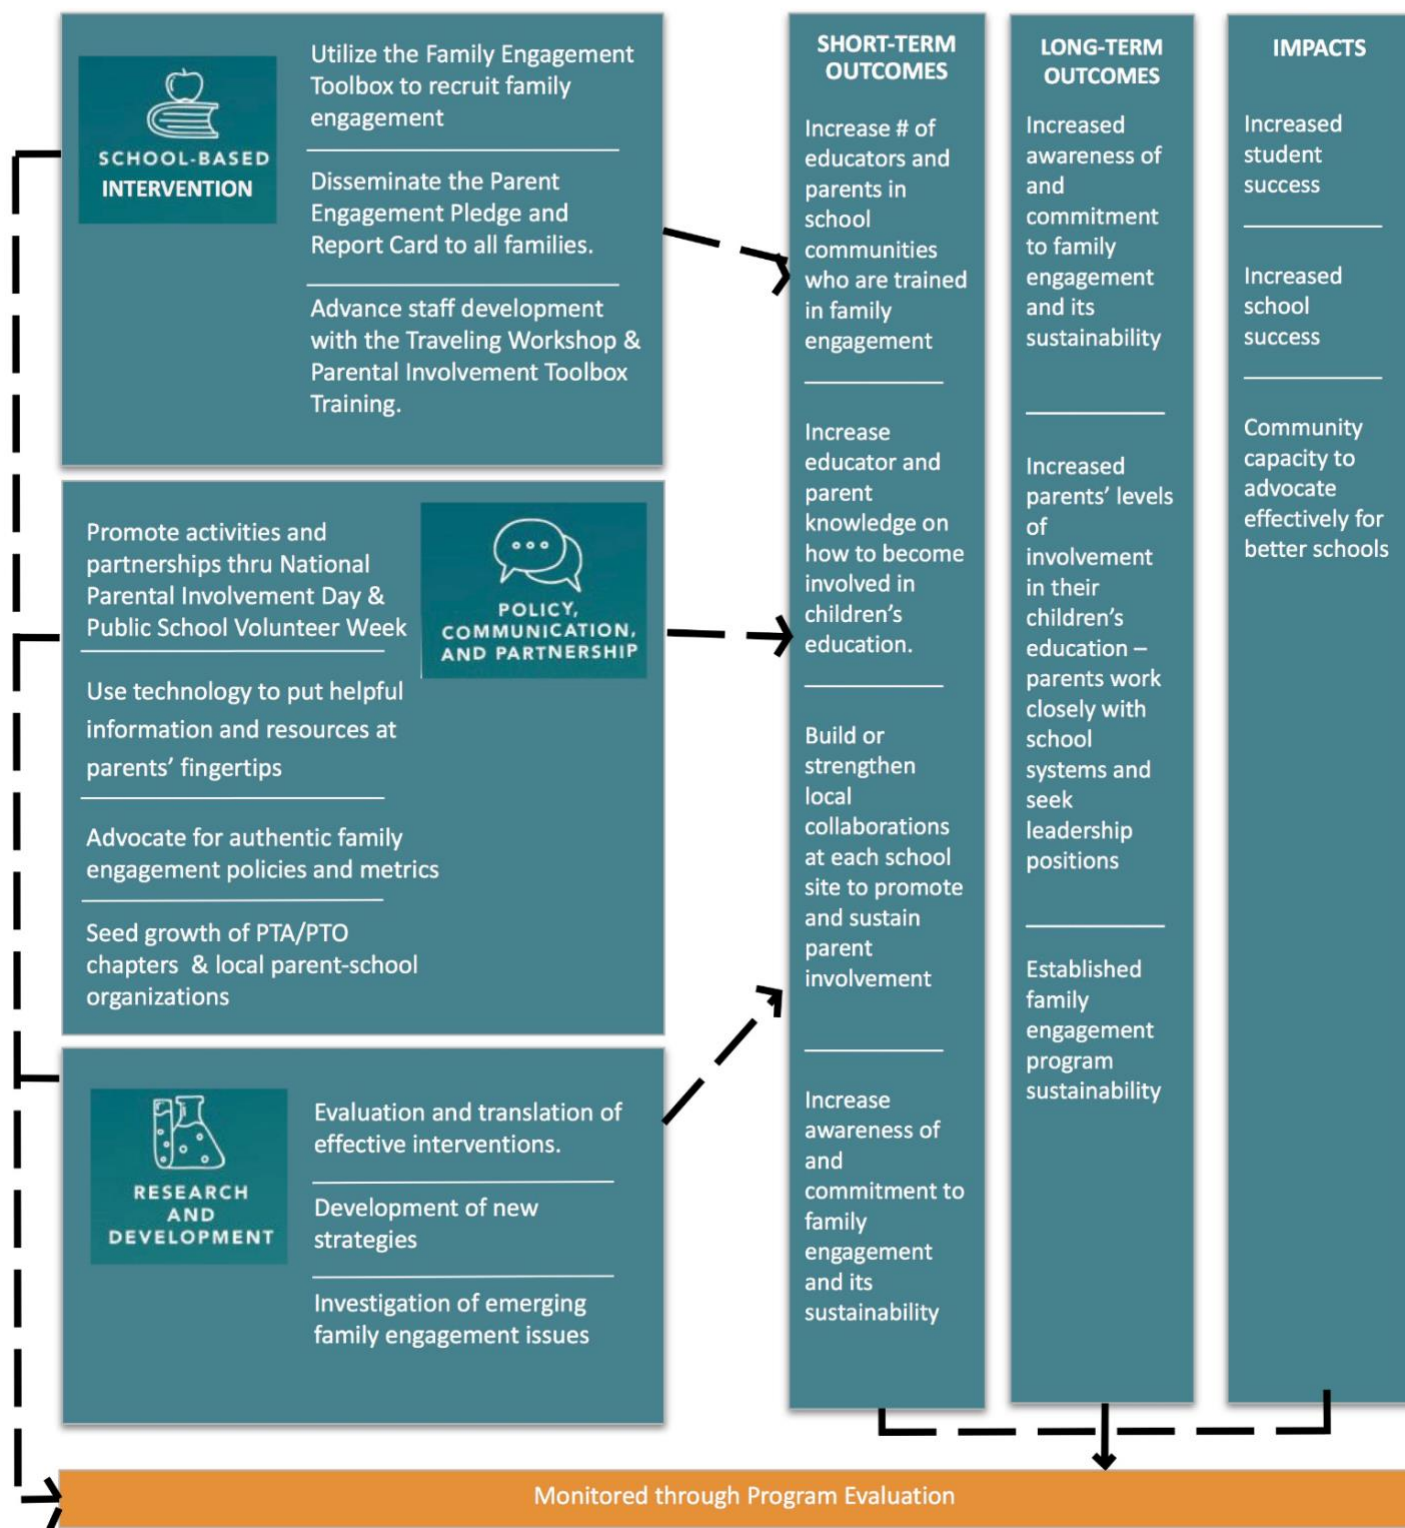 SCHOOL-BASED
INTERVENTION
Utilize the Family Engagement
Toolbox to recruit family
engagement
Disseminate the Parent
Engagement Pledge and
Report Card to all families.
Advance staff development
with the Traveling Workshop &
Parental Involvement Toolbox
Training.
Promote activities and
partnerships thru National
Parental Involvement Day &
Public School Volunteer Week
Use technology to put helpful
information and resources at
parents’ fingertips
Advocate for authentic family
engagement policies and metrics
Seed growth of PTA/PTO
chapters & local parent-school
organizations
POLICY,
COMMUNICATION,
AND PARTNERSHIP
RESEARCH
AND
DEVELOPMENT
Evaluation and translation of
effective interventions.
Development of new
strategies
Investigation of emerging
family engagement issues
SHORT-TERM
OUTCOMES
Increase # of
educators and
parents in
school
communities
who are trained
in family
engagement
Increase
educator and
parent
knowledge on
how to become
involved in
children’s
education.
Build or
strengthen
local
collaborations
at each school
site to promote
and sustain
parent
involvement
Increase
awareness of
and
commitment to
family
engagement
and its
sustainability
LONG-TERM
OUTCOMES
Increased
awareness of
and
commitment
to family
engagement
and its
sustainability
Increased
parents’ levels
of
involvement
in their
children’s
education –
parents work
closely with
school
systems and
seek
leadership
positions
Established
family
engagement
program
sustainability
IMPACTS
Increased
student
success
Increased
school
success
Community
capacity to
advocate
effectively for
better schools
Monitored through Program Evaluation